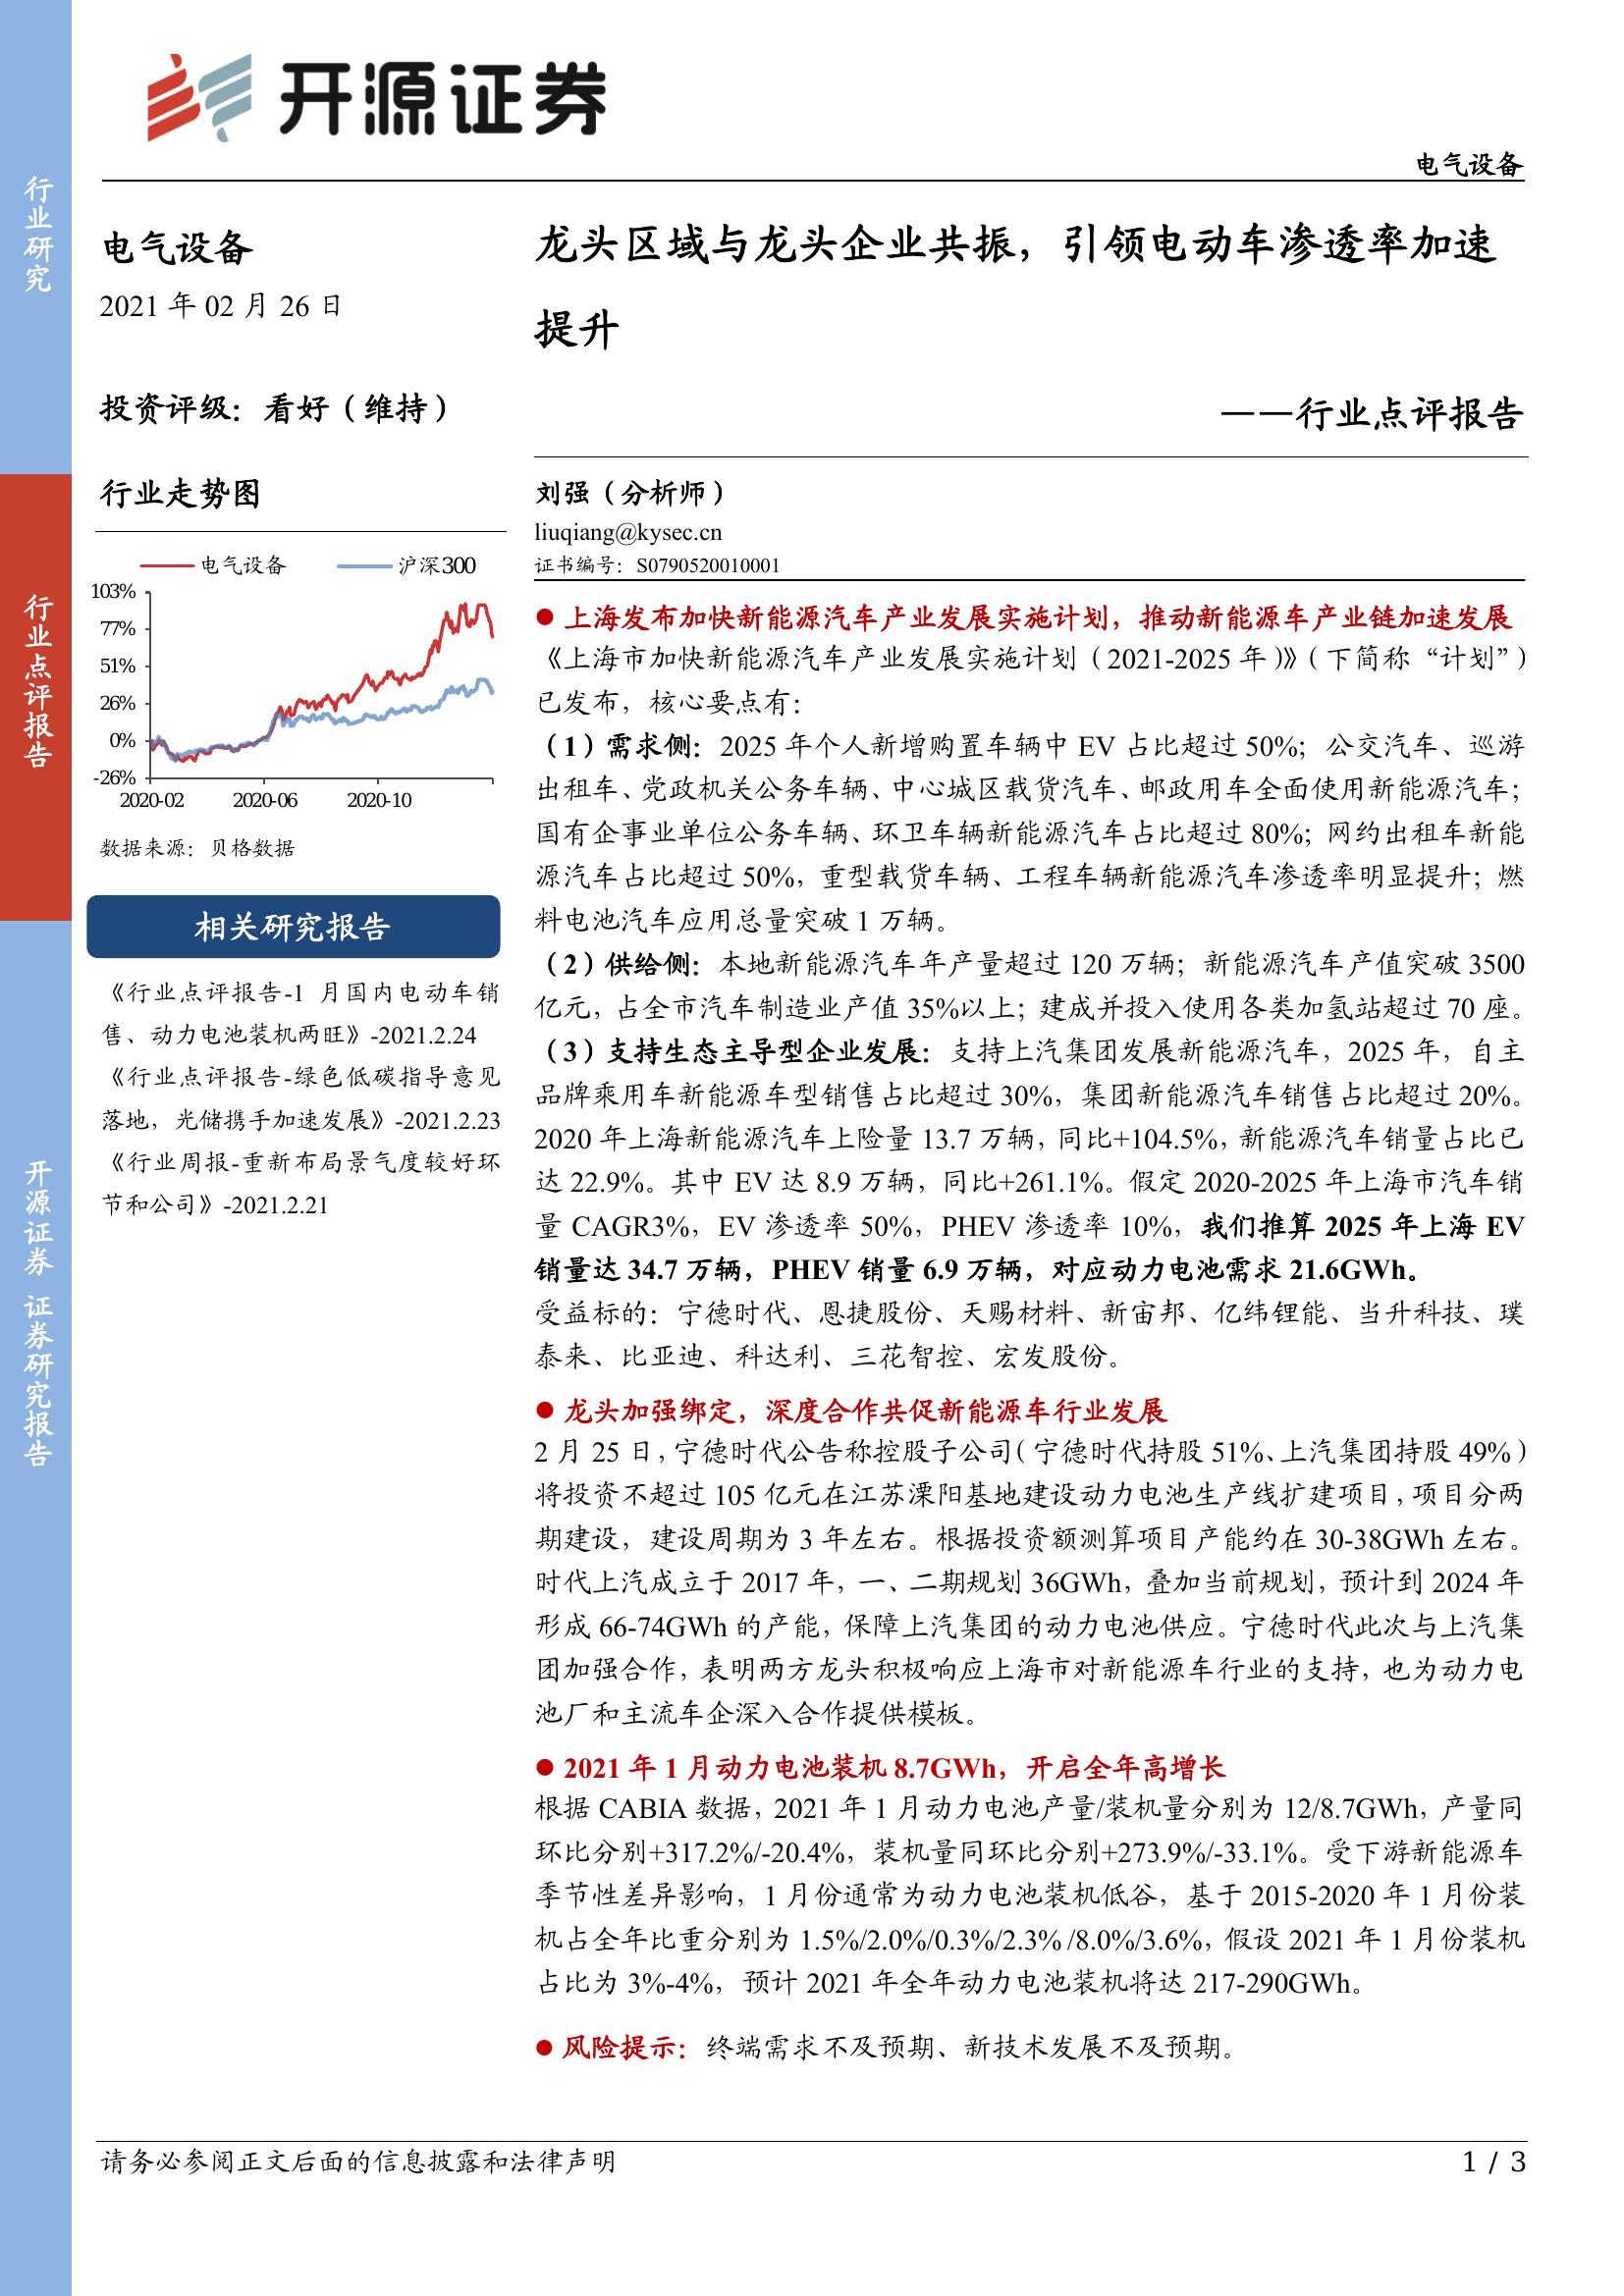 开源证券
电气设备
行业研究
行业点评报告
开源证券 证券研究报告
电气设备
2021 年 02 月 26 日
投资评级：看好（维持）
行业走势图
电气设备 沪深300
103%
77%
51%
26%
0%
-26%
2020-02 2020-06 2020-10
数据来源：贝格数据
相关研究报告
《行业点评报告-1 月国内电动车销
售、动力电池装机两旺》-2021.2.24
《行业点评报告-绿色低碳指导意见
落地，光储携手加速发展》-2021.2.23
《行业周报-重新布局景气度较好环
节和公司》-2021.2.21
龙头区域与龙头企业共振，引领电动车渗透率加速
提升
——行业点评报告
刘强（分析师）
liuqiang@kysec.cn
证书编号：S0790520010001
● 上海发布加快新能源汽车产业发展实施计划，推动新能源车产业链加速发展
《上海市加快新能源汽车产业发展实施计划（2021-2025 年）》（下简称“计划”）
已发布，核心要点有：
（1）需求侧：2025 年个人新增购置车辆中 EV 占比超过 50%；公交汽车、巡游
出租车、党政机关公务车辆、中心城区载货汽车、邮政用车全面使用新能源汽车；
国有企事业单位公务车辆、环卫车辆新能源汽车占比超过 80%；网约出租车新能
源汽车占比超过 50%，重型载货车辆、工程车辆新能源汽车渗透率明显提升；燃
料电池汽车应用总量突破 1 万辆。
（2）供给侧：本地新能源汽车年产量超过 120 万辆；新能源汽车产值突破 3500
亿元，占全市汽车制造业产值 35%以上；建成并投入使用各类加氢站超过 70 座。
（3）支持生态主导型企业发展：支持上汽集团发展新能源汽车，2025 年，自主
品牌乘用车新能源车型销售占比超过 30%，集团新能源汽车销售占比超过 20%。
2020 年上海新能源汽车上险量 13.7 万辆，同比+104.5%，新能源汽车销量占比已
达 22.9%。其中 EV 达 8.9 万辆，同比+261.1%。假定 2020-2025 年上海市汽车销
量 CAGR3%，EV 渗透率 50%，PHEV 渗透率 10%，我们推算 2025 年上海 EV
销量达 34.7 万辆，PHEV 销量 6.9 万辆，对应动力电池需求 21.6GWh。
受益标的：宁德时代、恩捷股份、天赐材料、新宙邦、亿纬锂能、当升科技、璞
泰来、比亚迪、科达利、三花智控、宏发股份。
● 龙头加强绑定，深度合作共促新能源车行业发展
2 月 25 日，宁德时代公告称控股子公司（宁德时代持股 51%、上汽集团持股 49%）
将投资不超过 105 亿元在江苏溧阳基地建设动力电池生产线扩建项目，项目分两
期建设，建设周期为 3 年左右。根据投资额测算项目产能约在 30-38GWh 左右。
时代上汽成立于 2017 年，一、二期规划 36GWh，叠加当前规划，预计到 2024 年
形成 66-74GWh 的产能，保障上汽集团的动力电池供应。宁德时代此次与上汽集
团加强合作，表明两方龙头积极响应上海市对新能源车行业的支持，也为动力电
池厂和主流车企深入合作提供模板。
● 2021 年 1 月动力电池装机 8.7GWh，开启全年高增长
根据 CABIA 数据，2021 年 1 月动力电池产量/装机量分别为 12/8.7GWh，产量同
环比分别+317.2%/-20.4%，装机量同环比分别+273.9%/-33.1%。受下游新能源车
季节性差异影响，1 月份通常为动力电池装机低谷，基于 2015-2020 年 1 月份装
机占全年比重分别为 1.5%/2.0%/0.3%/2.3% /8.0%/3.6%，假设 2021 年 1 月份装机
占比为 3%-4%，预计 2021 年全年动力电池装机将达 217-290GWh。
● 风险提示：终端需求不及预期、新技术发展不及预期。
请务必参阅正文后面的信息披露和法律声明
1 / 3